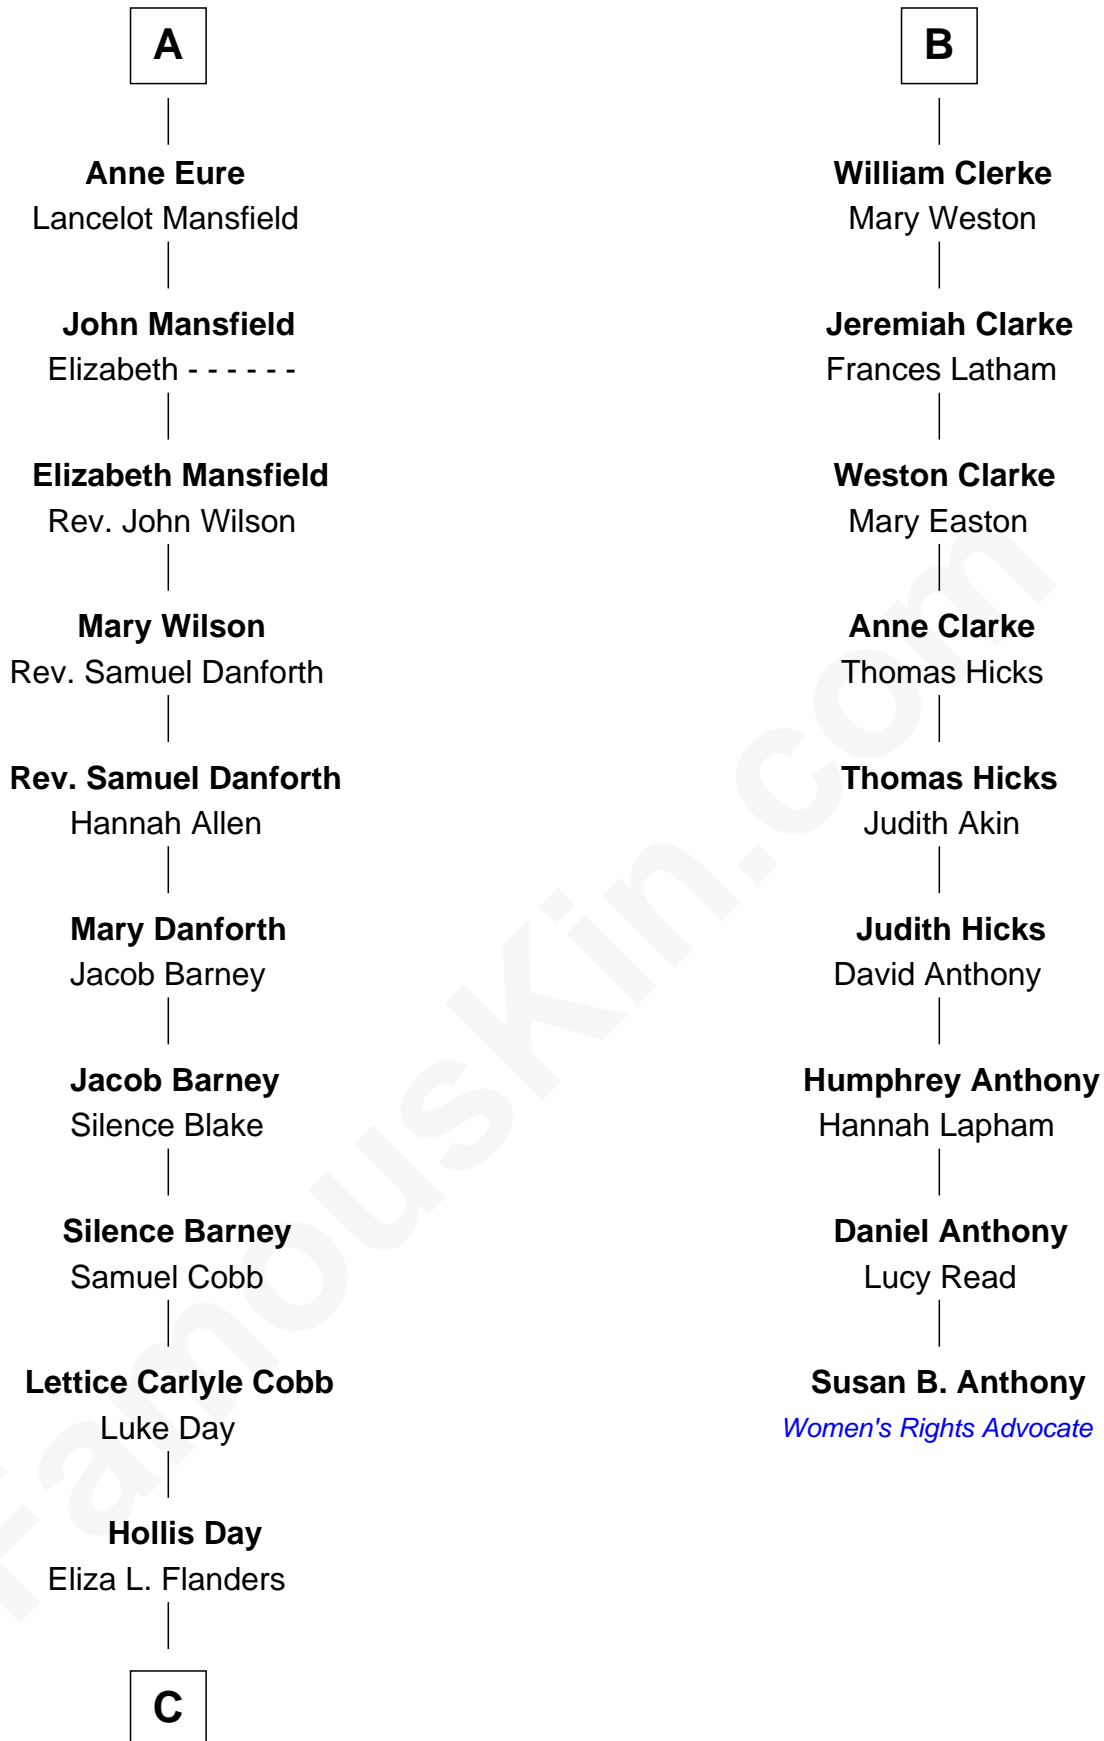 A
Anne Eure
Lancelot Mansfield
John Mansfield
Elizabeth - - - - - -
Elizabeth Mansfield
Rev. John Wilson
Mary Wilson
Rev. Samuel Danforth
Rev. Samuel Danforth
Hannah Allen
Mary Danforth
Jacob Barney
Jacob Barney
Silence Blake
Silence Barney
Samuel Cobb
Lettice Carlyle Cobb
Luke Day
Hollis Day
Eliza L. Flanders
C
B
William Clerke
Mary Weston
Jeremiah Clarke
Frances Latham
Weston Clarke
Mary Easton
Anne Clarke
Thomas Hicks
Thomas Hicks
Judith Akin
Judith Hicks
David Anthony
Humphrey Anthony
Hannah Lapham
Daniel Anthony
Lucy Read
Susan B. Anthony
Women's Rights Advocate
FamousKin.com